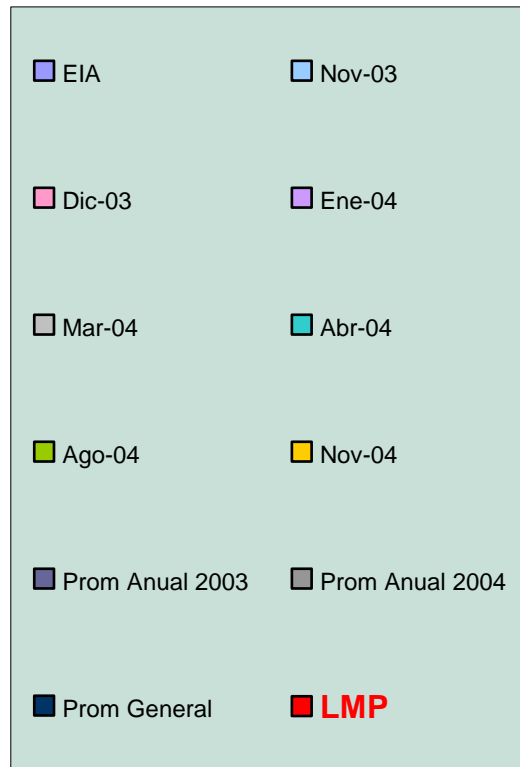 EIA Nov-03
Dic-03 Ene-04
Mar-04 Abr-04
Ago-04 Nov-04
Prom Anual 2003 Prom Anual 2004
Prom General LMP